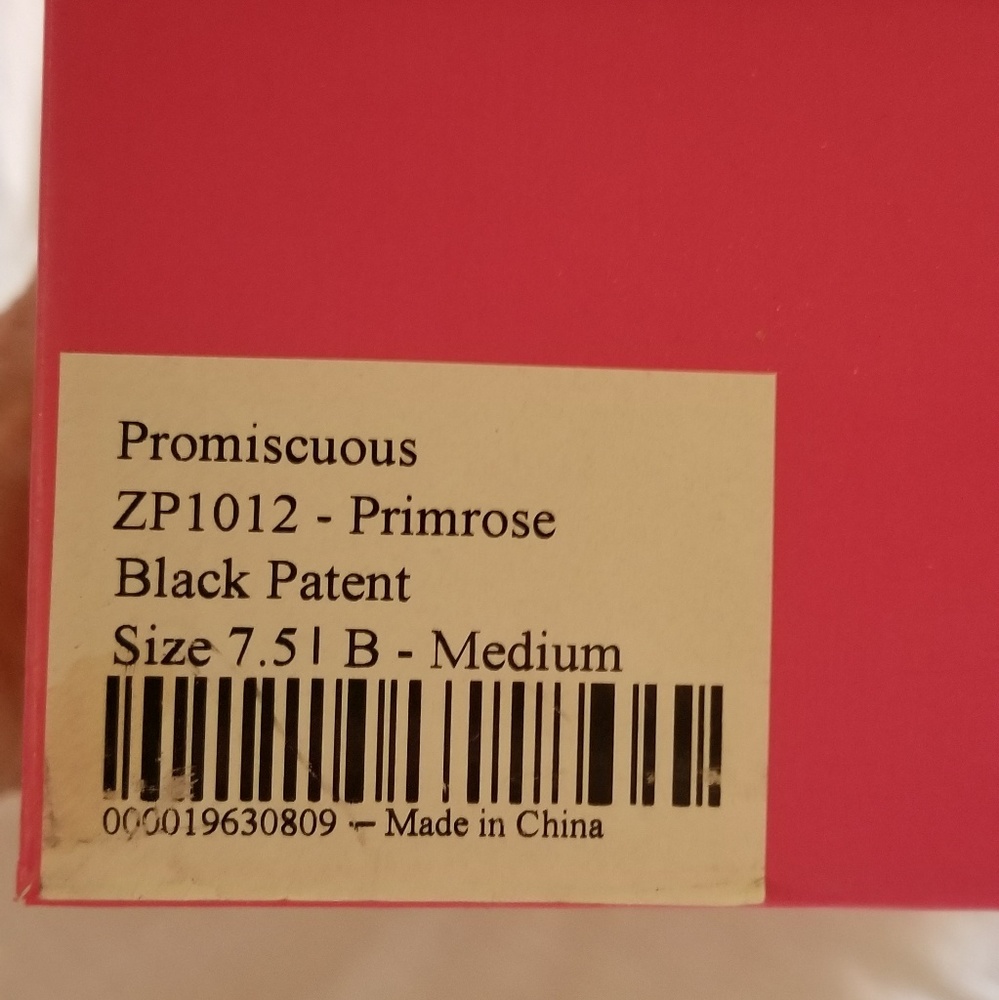 Promiscuous
ZP1012 - Primrose
Black Patent
Size 7.5 | B - Medium
000019630809 -- Made in China